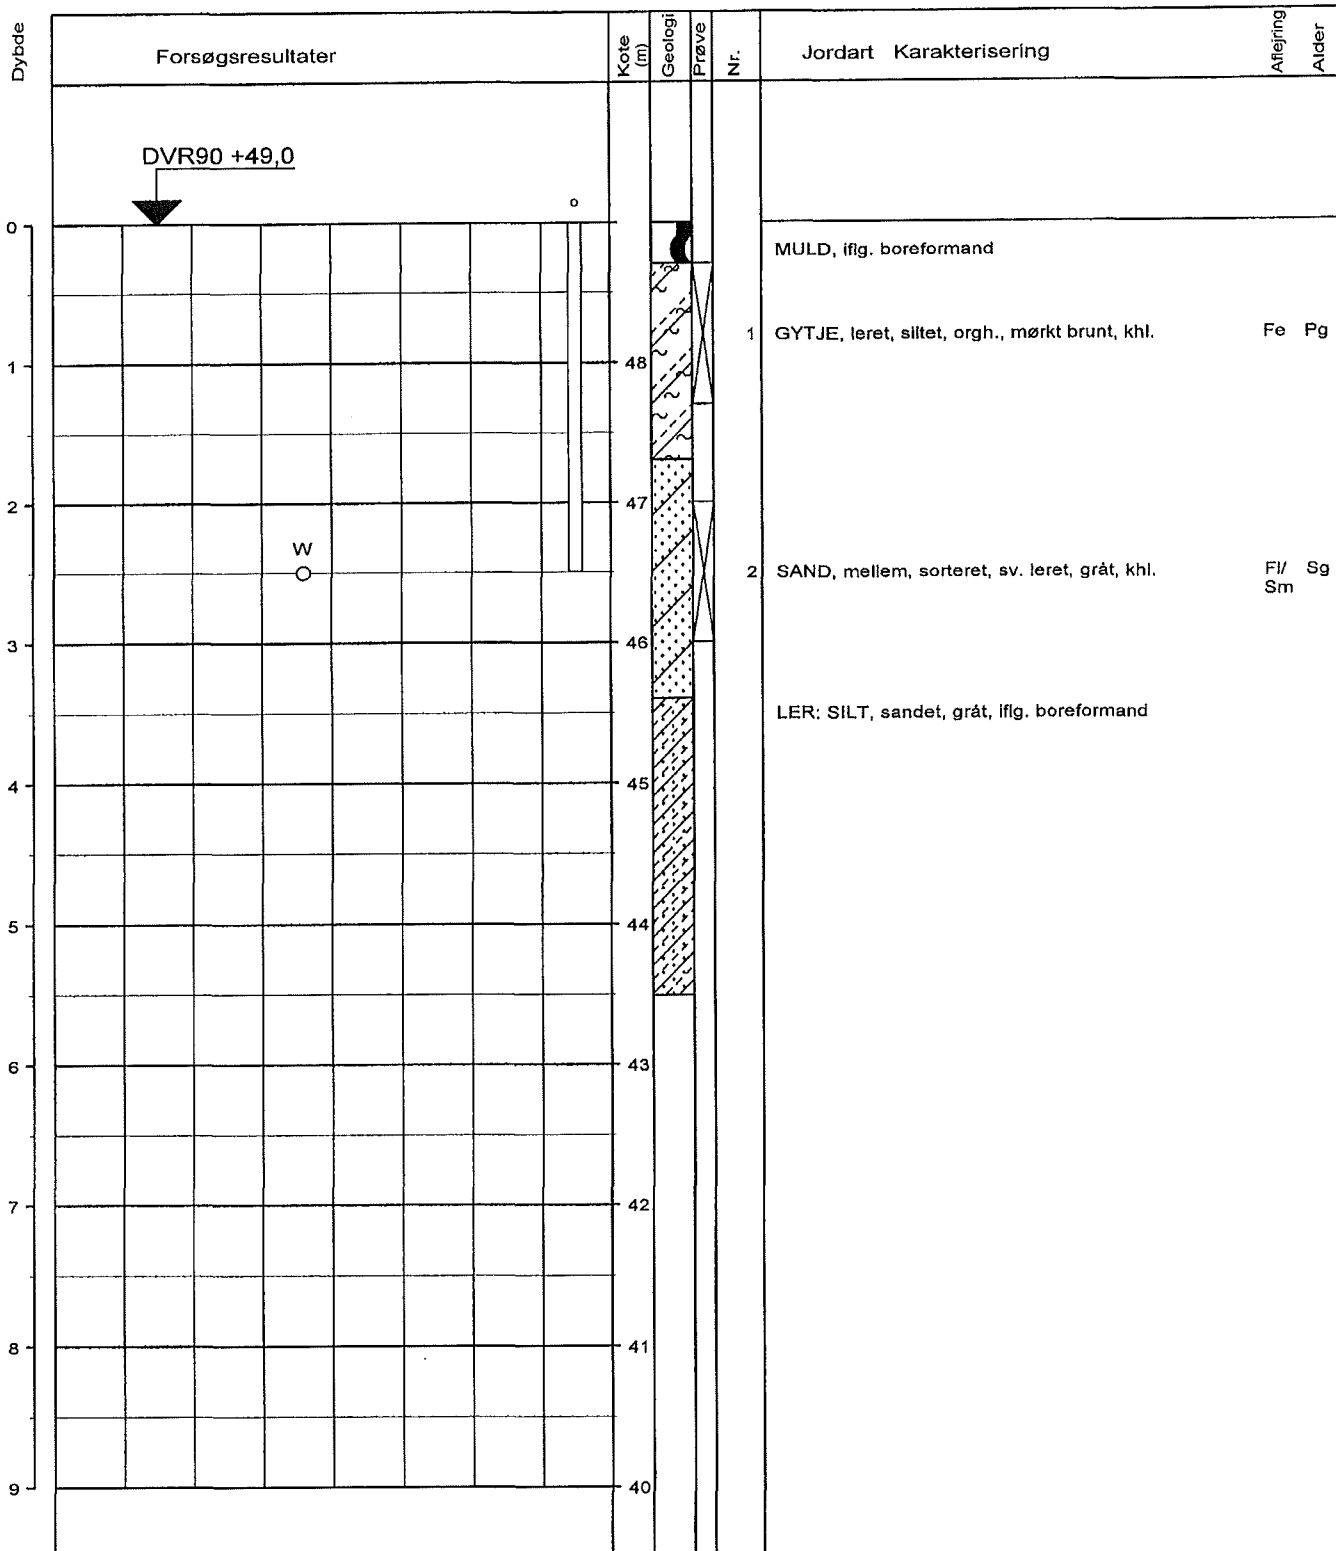 Dybde
Forsøgsresultater
Kote (m)
Geologi
Prøve
Nr.
Jordart Karakterisering
Aflejring
Alder
DVR90 +49,0
0
MULD, iflg. boreformand
1 GYTJE, leret, siltet, orgh., mørkt brunt, khl. Fe Pg
1
48
2
47
W
2 SAND, mellem, sorteret, sv. leret, gråt, khl. Fl/ Sg
Sm
3
46
LER: SILT, sandet, gråt, iflg. boreformand
4
45
5
44
6
43
7
42
8
41
9
40